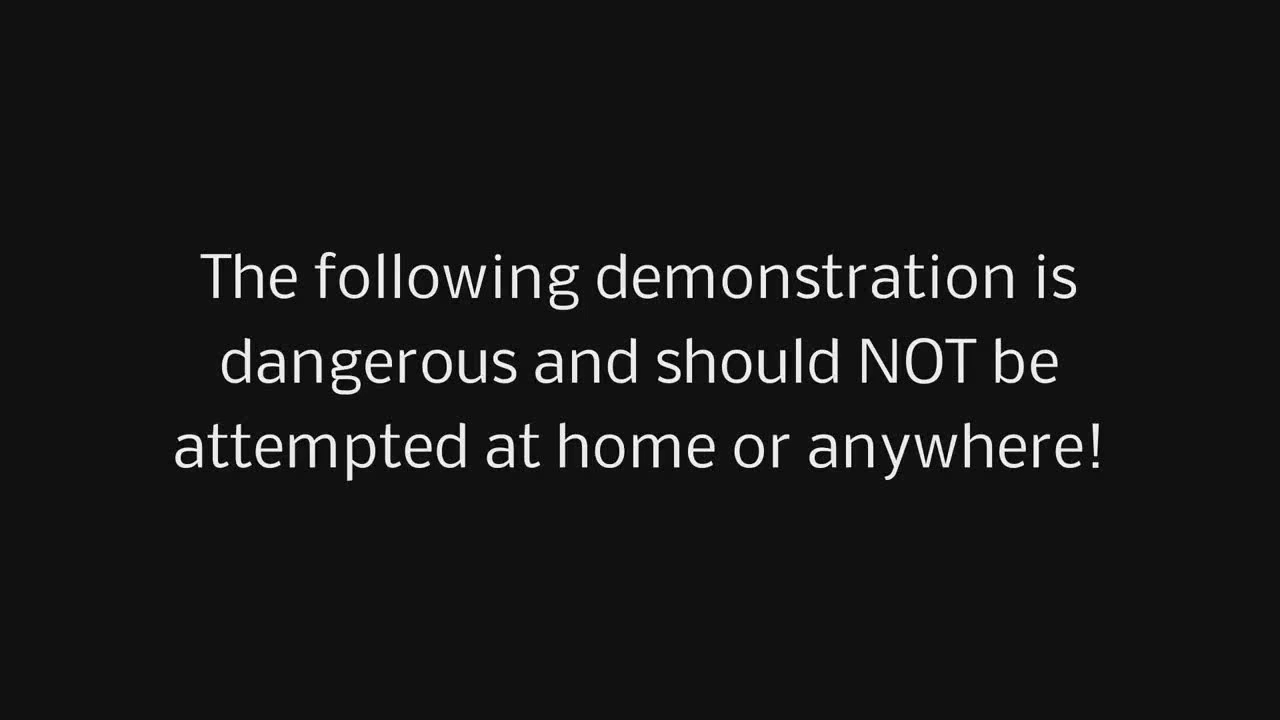 The following demonstration is
dangerous and should NOT be
attempted at home or anywhere!